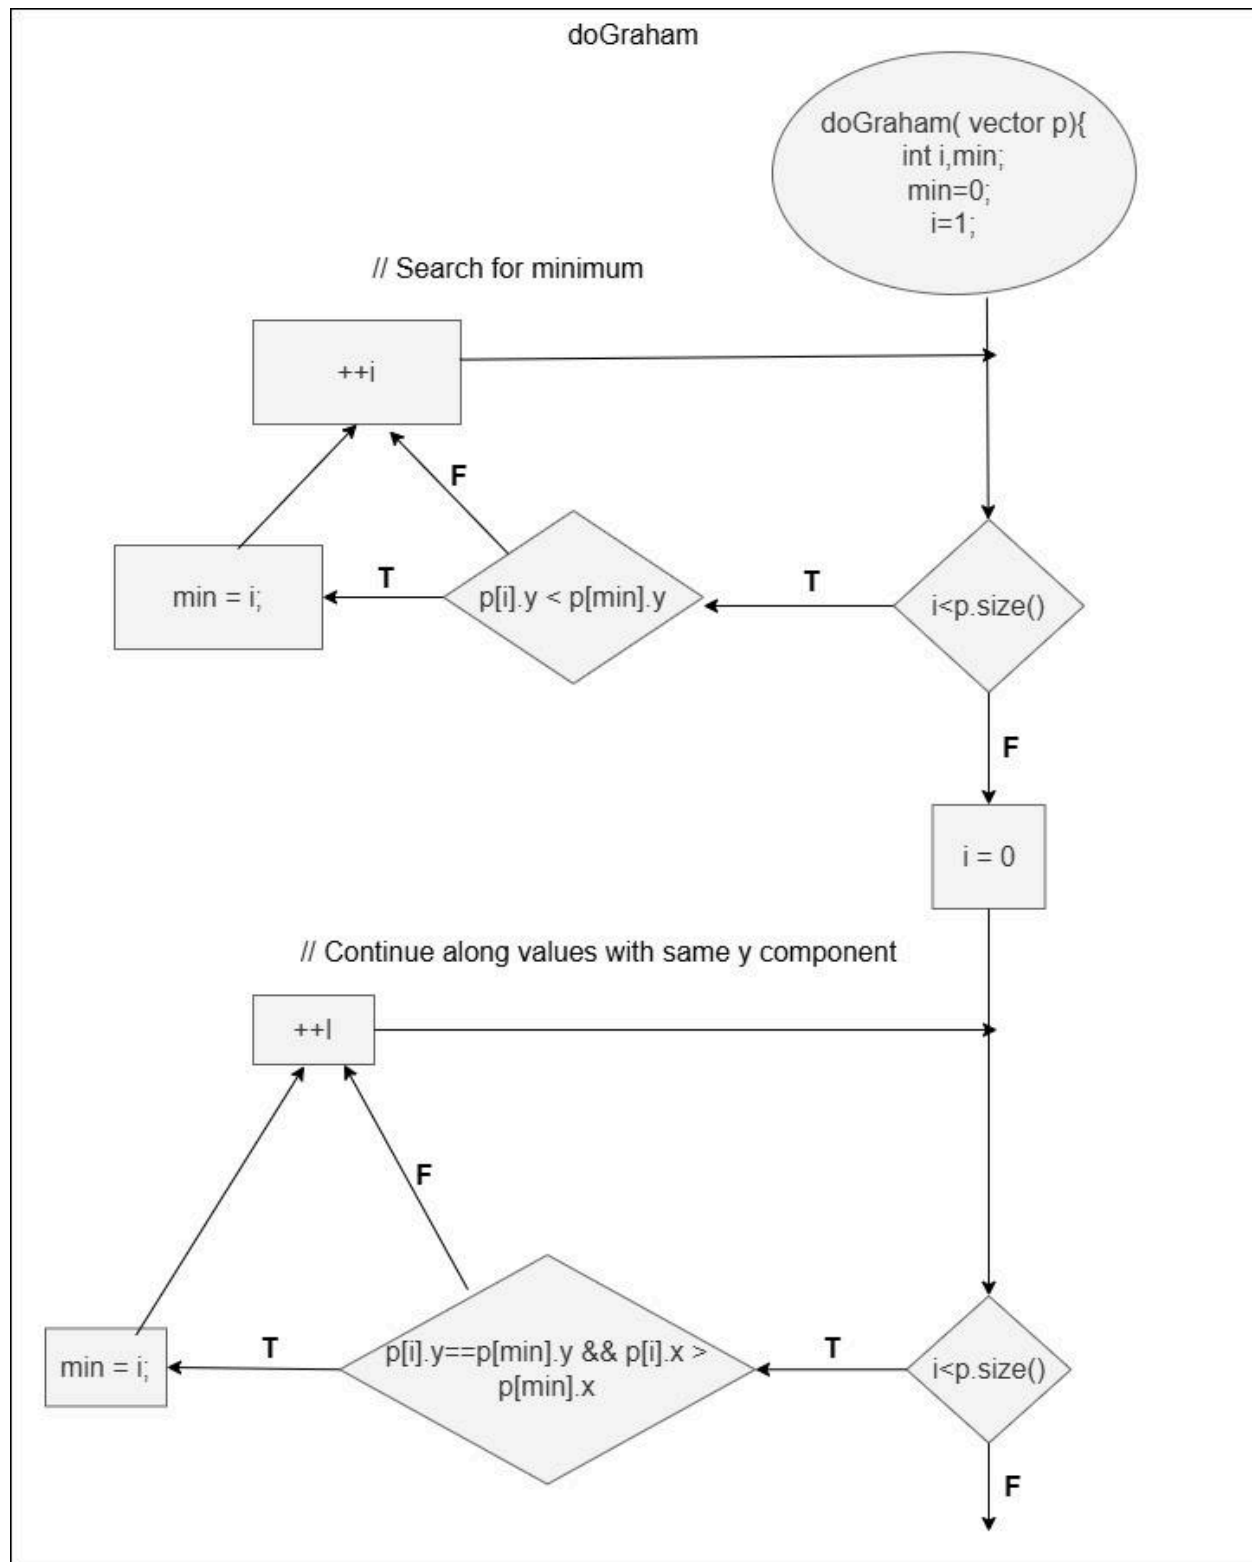 doGraham
doGraham( vector p){
int i,min;
min=0;
i=1;
// Search for minimum
++i
F
min = i;
T
p[i].y < p[min].y
T
i<p.size()
F
i = 0
// Continue along values with same y component
++I
F
min = i;
T
p[i].y==p[min].y && p[i].x >
p[min].x
T
i<p.size()
F